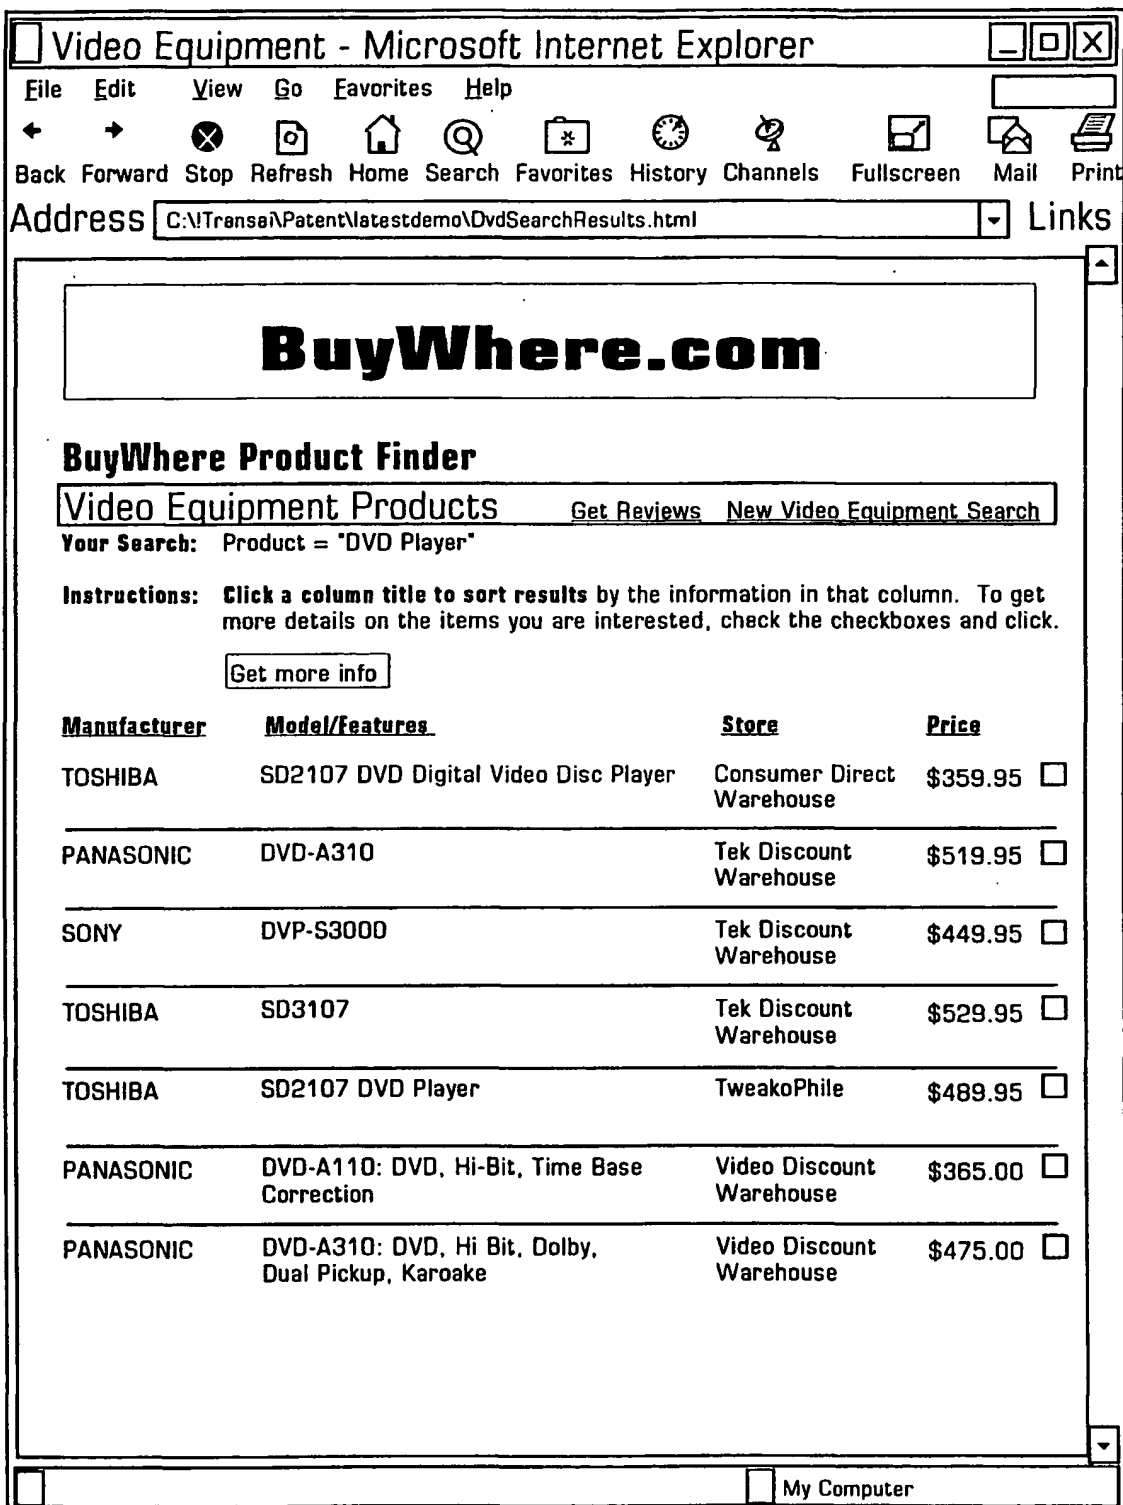 Video Equipment - Microsoft Internet Explorer
File Edit View Go Favorites Help
Back Forward Stop Refresh Home Search Favorites History Channels Fullscreen Mail Print
Address C:\!Transai\Patent\latestdemo\DvdSearchResults.html Links
BuyWhere.com
BuyWhere Product Finder
Video Equipment Products Get Reviews New Video Equipment Search
Your Search: Product = "DVD Player"
Instructions: Click a column title to sort results by the information in that column. To get
more details on the items you are interested, check the checkboxes and click.
Get more info
Manufacturer Model/Features Store Price
TOSHIBA SD2107 DVD Digital Video Disc Player Consumer Direct $359.95
Warehouse
PANASONIC DVD-A310 Tek Discount $519.95
Warehouse
SONY DVP-S3000 Tek Discount $449.95
Warehouse
TOSHIBA SD3107 Tek Discount $529.95
Warehouse
TOSHIBA SD2107 DVD Player TweakoPhile $489.95
PANASONIC DVD-A110: DVD, Hi-Bit, Time Base Video Discount $365.00
Correction Warehouse
PANASONIC DVD-A310: DVD, Hi Bit, Dolby, Video Discount $475.00
Dual Pickup, Karoake Warehouse
My Computer